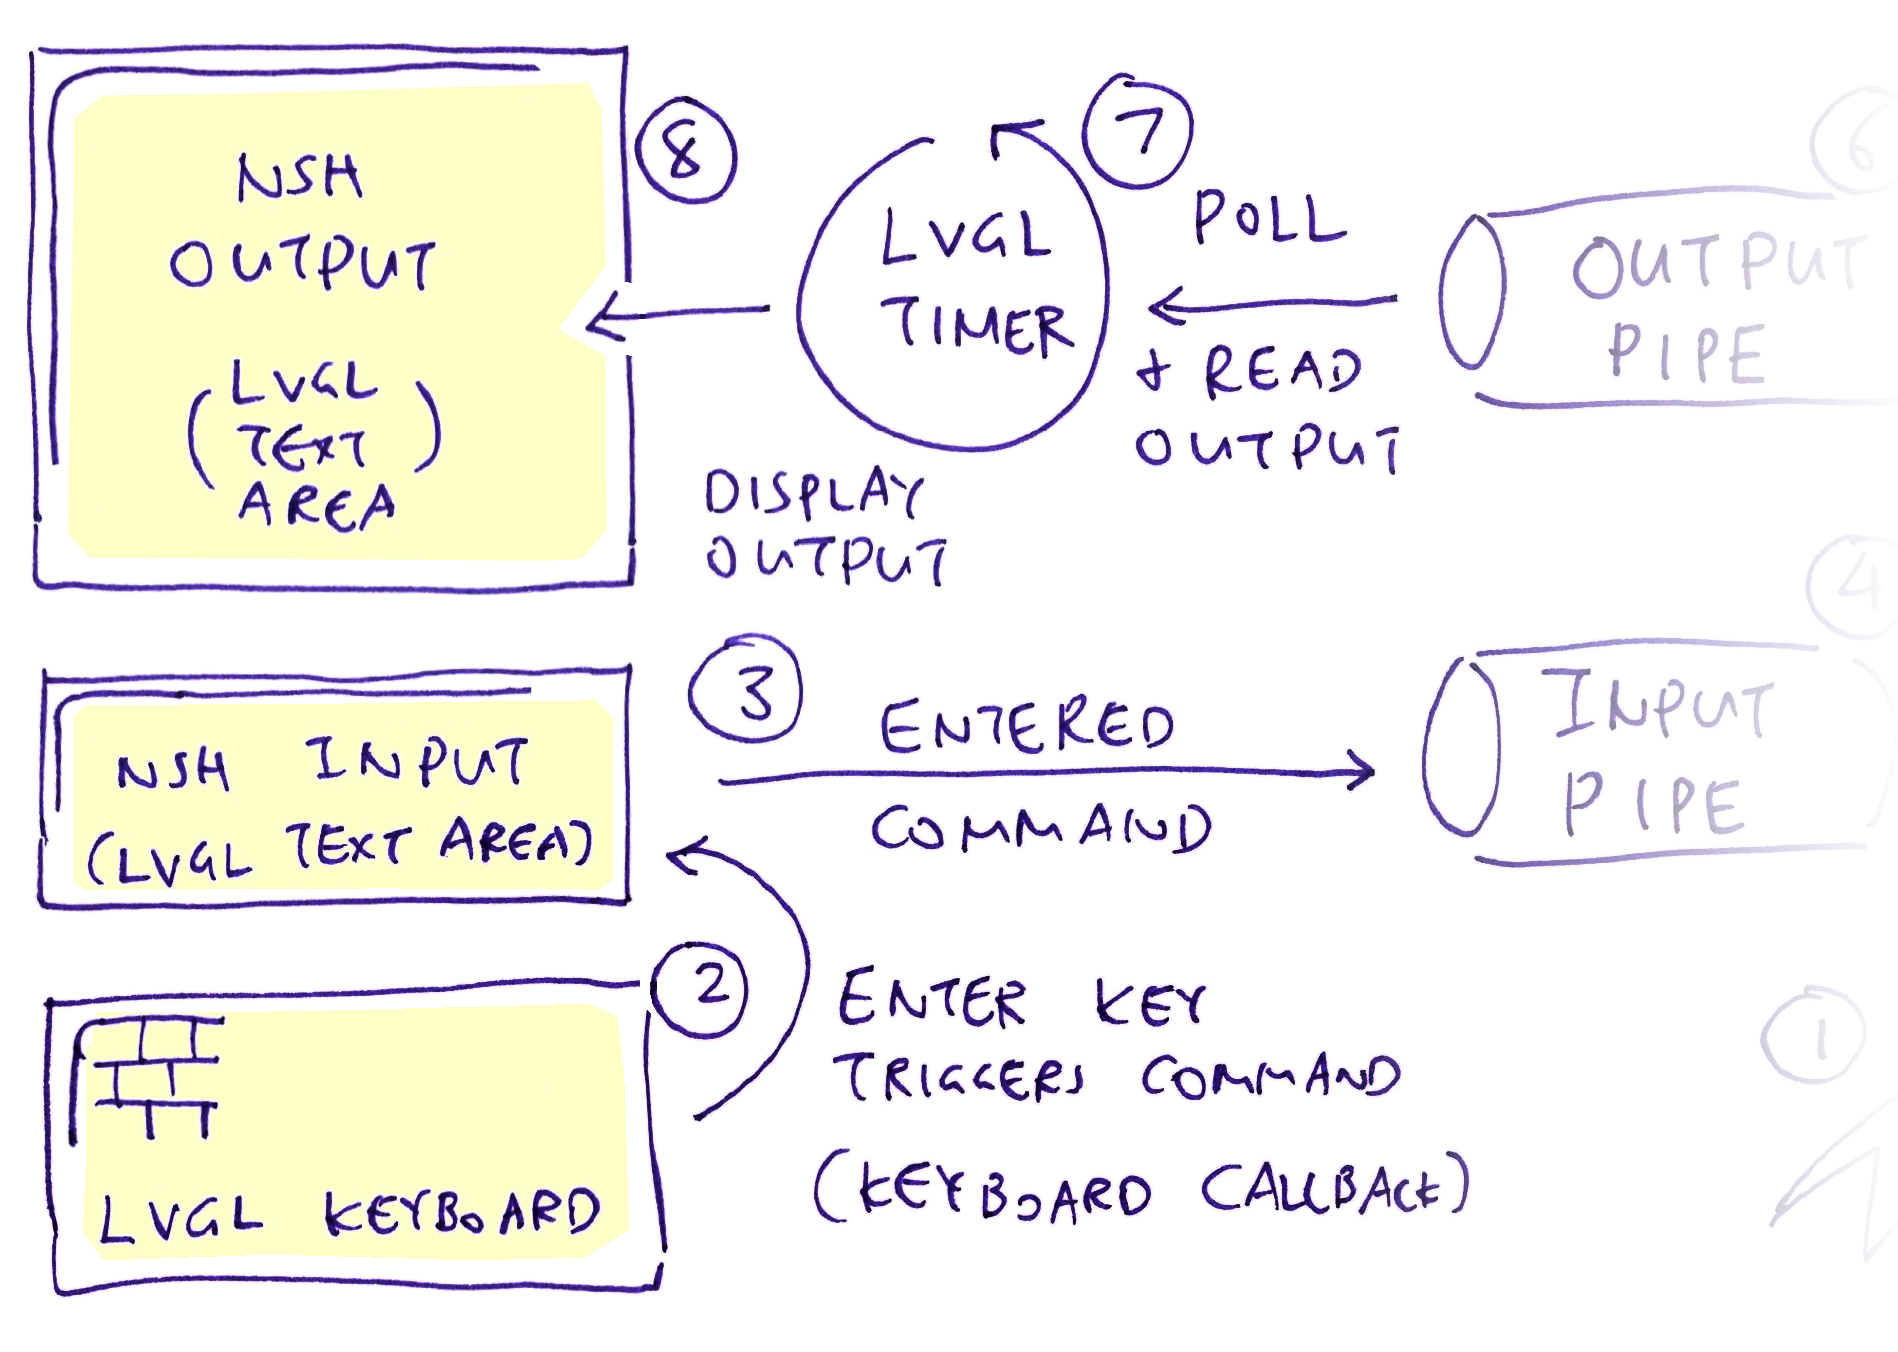 8
NSH
OUTPUT
(LVGL
TEXT
AREA)
LVGL
TIMER
DISPLAY
OUTPUT
7
POLL
+ READ
OUTPUT
6
OUTPUT
PIPE
NSH INPUT
(LVGL TEXT AREA)
3
ENTERED
COMMAND
4
INPUT
PIPE
2
LVGL KEYBOARD
ENTER KEY
TRIGGERS COMMAND
(KEYBOARD CALLBACK)
1